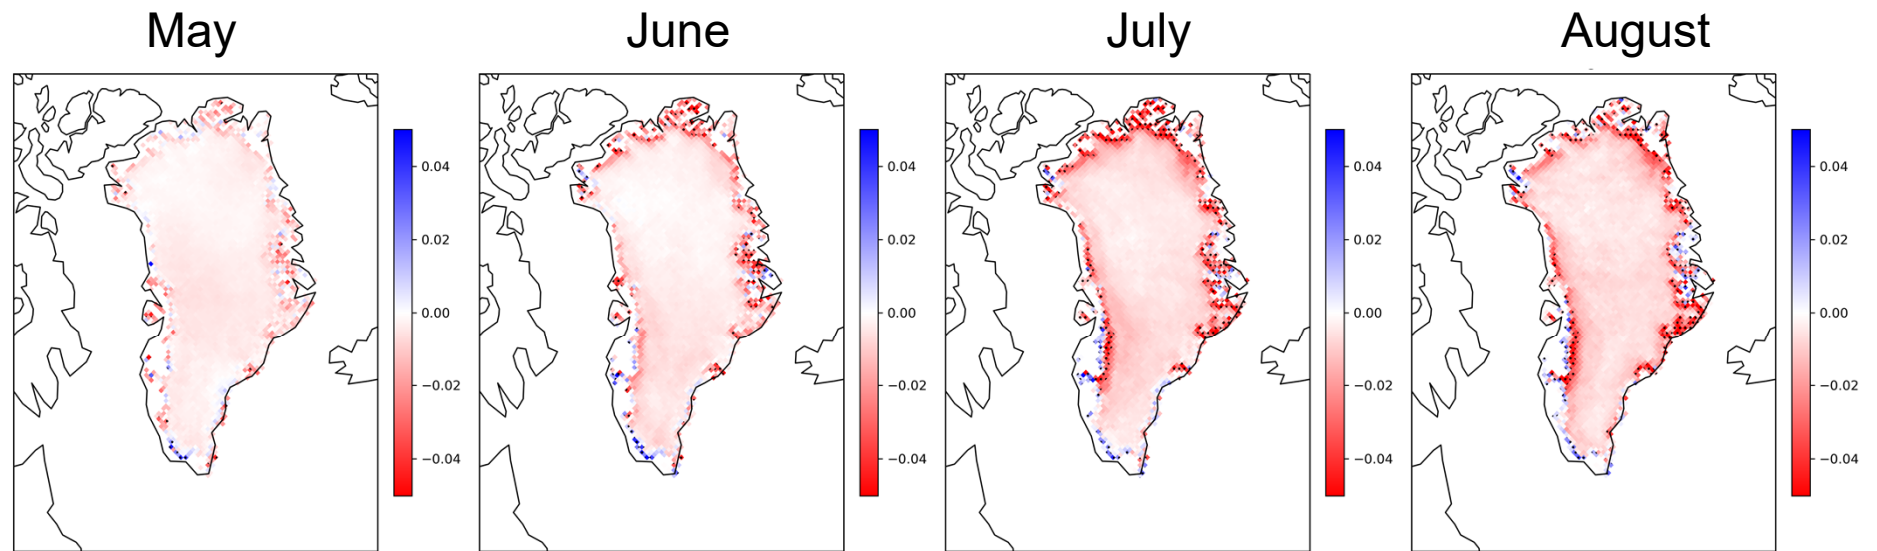 May June July August
0.04 0.04 0.04 0.04
0.02 0.02 0.02 0.02
0.00 0.00 0.00 0.00
−0.02 −0.02 −0.02 −0.02
−0.04 −0.04 −0.04 −0.04